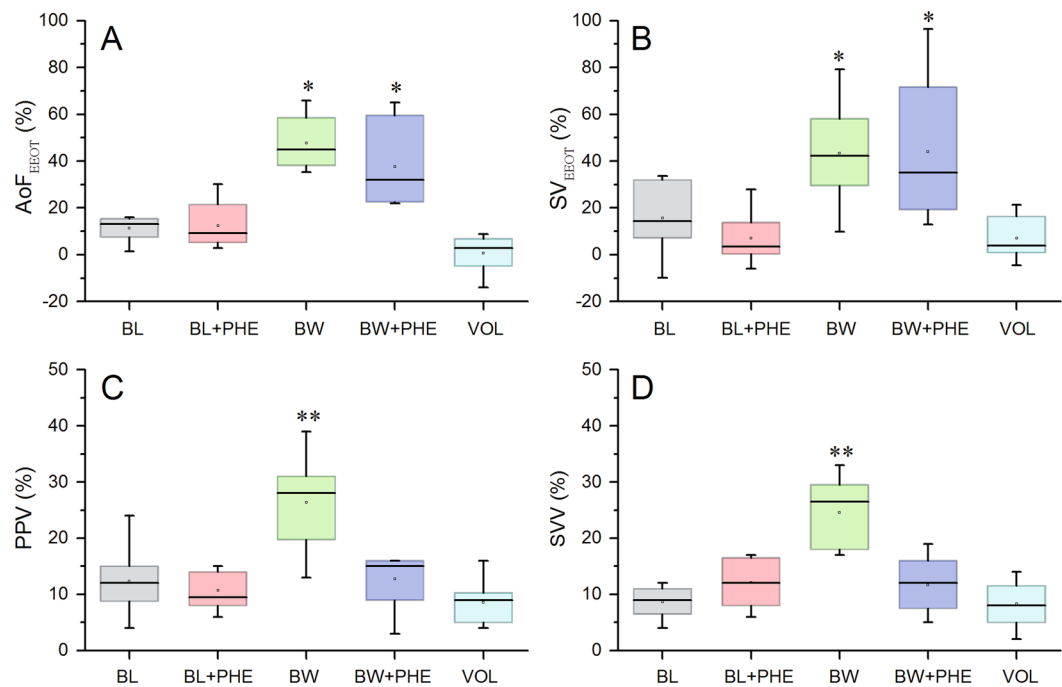 A
AoF_EEOT (%)
100
80
60
40
20
0
-20
* *
BL BL+PHE BW BW+PHE VOL
B
SV_EEOT (%)
100
80
60
40
20
0
-20
* *
BL BL+PHE BW BW+PHE VOL
C
PPV (%)
50
40
30
20
10
0
**
BL BL+PHE BW BW+PHE VOL
D
SVV (%)
50
40
30
20
10
0
**
BL BL+PHE BW BW+PHE VOL